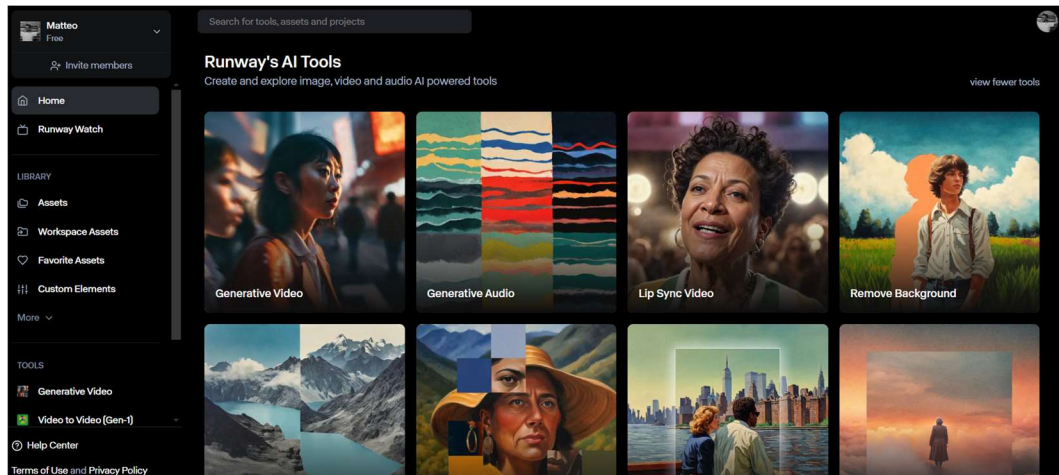 Matteo
Free
Invite members
Home
Runway Watch
LIBRARY
Assets
Workspace Assets
Favorite Assets
Custom Elements
More
TOOLS
Generative Video
Video to Video (Gen-1)
Help Center
Terms of Use and Privacy Policy
Search for tools, assets and projects
Runway's AI Tools
Create and explore image, video and audio AI powered tools
view fewer tools
Generative Video
Generative Audio
Lip Sync Video
Remove Background